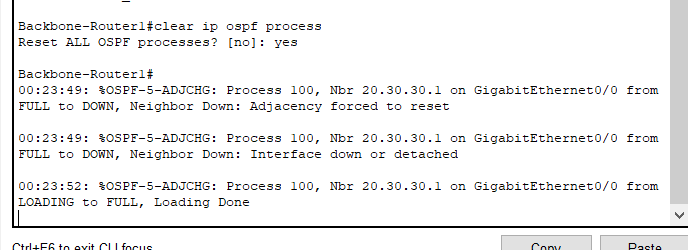 Backbone-Router1#clear ip ospf process
Reset ALL OSPF processes? [no]: yes
Backbone-Router1#
00:23:49: %OSPF-5-ADJCHG: Process 100, Nbr 20.30.30.1 on GigabitEthernet0/0 from
FULL to DOWN, Neighbor Down: Adjacency forced to reset
00:23:49: %OSPF-5-ADJCHG: Process 100, Nbr 20.30.30.1 on GigabitEthernet0/0 from
FULL to DOWN, Neighbor Down: Interface down or detached
00:23:52: %OSPF-5-ADJCHG: Process 100, Nbr 20.30.30.1 on GigabitEthernet0/0 from
LOADING to FULL, Loading Done
Ctrl+F6 to exit CLI focus
Copy
Paste